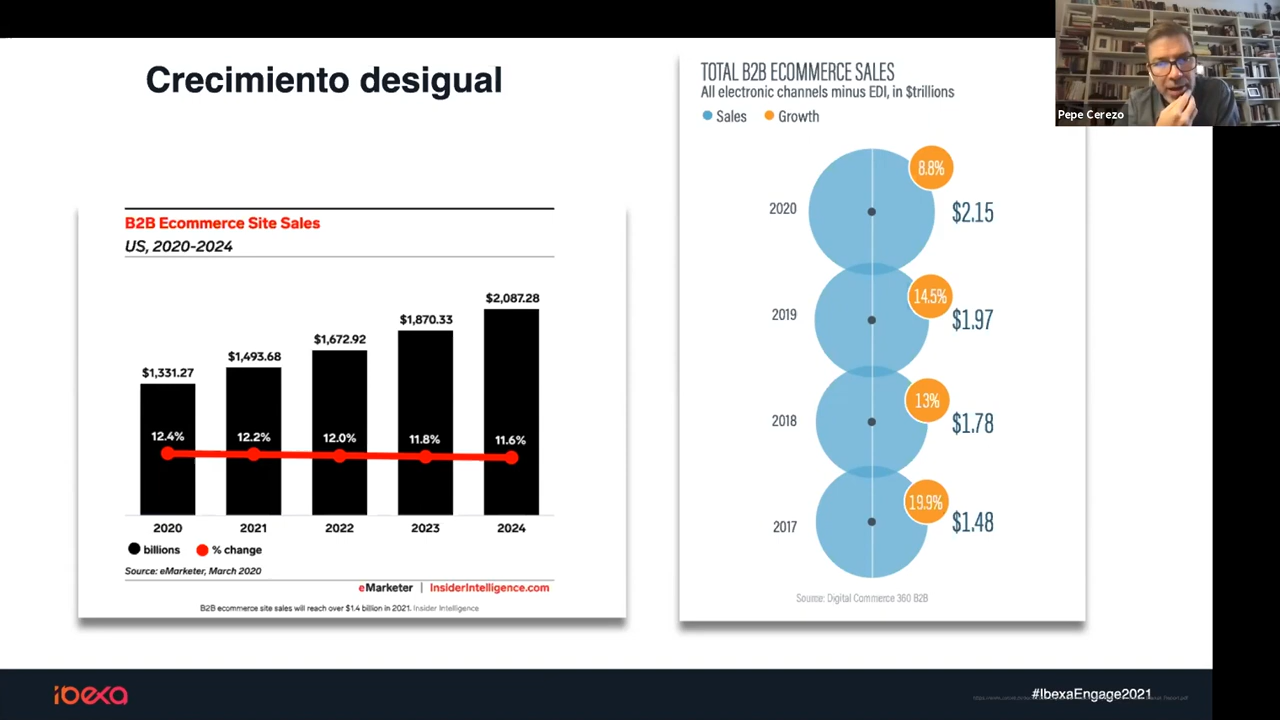 Crecimiento desigual
B2B Ecommerce Site Sales
US, 2020-2024
$1,331.27
$1,493.68
$1,672.92
$1,870.33
$2,087.28
12.4%
12.2%
12.0%
11.8%
11.6%
2020
2021
2022
2023
2024
billions
% change
Source: eMarketer, March 2020
eMarketer | InsiderIntelligence.com
B2B ecommerce site sales will reach over $1.4 billion in 2021. Insider Intelligence
TOTAL B2B ECOMMERCE SALES
All electronic channels minus EDI, in $trillions
Sales
Growth
2020
8.8%
$2.15
2019
14.5%
$1.97
2018
13%
$1.78
2017
19.9%
$1.48
Source: Digital Commerce 360 B2B
Pepe Cerezo
ibexa
#IbexaEngage2021